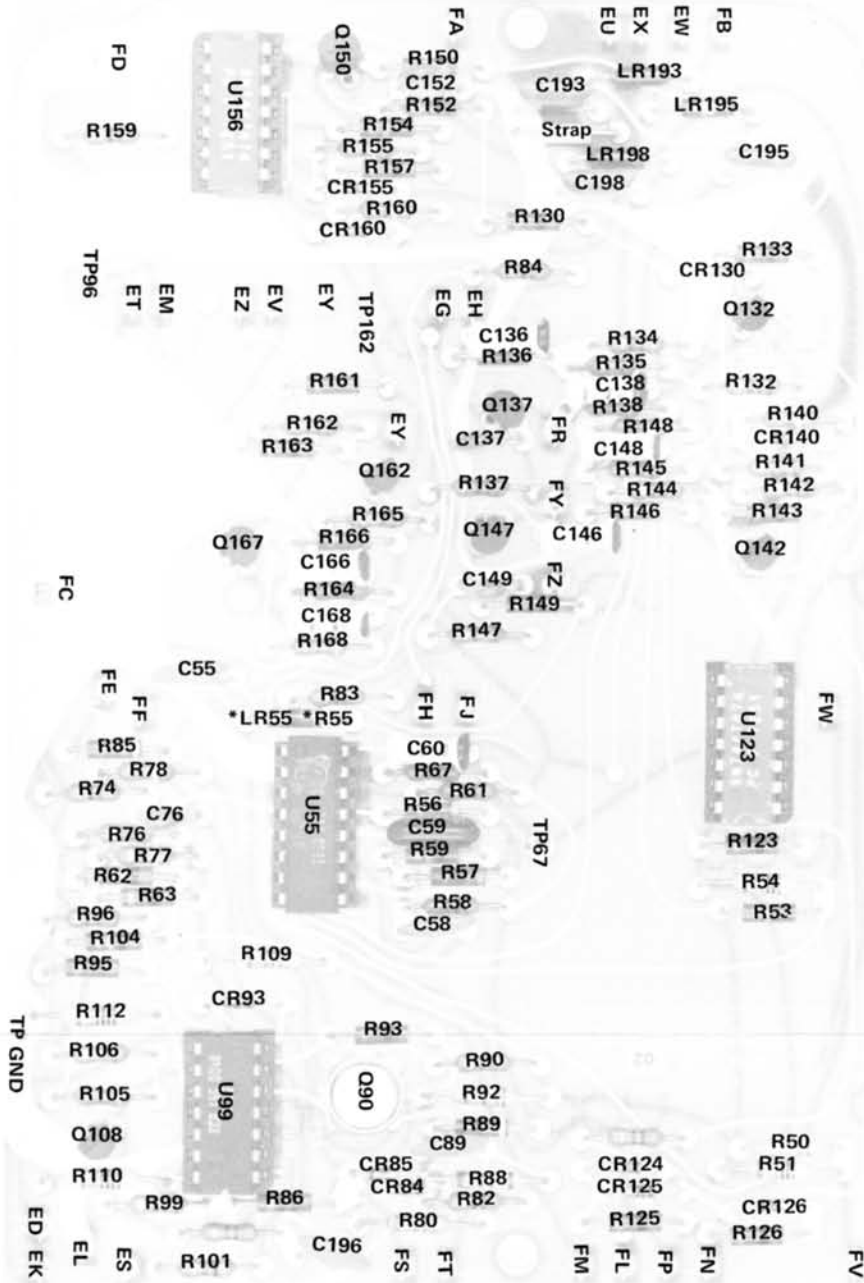 FA
EU
EX
EW
FB
Q150
R150
FD
C152
C193
LR193
U156
R152
LR195
R159
R154
Strap
R155
LR198
C195
R157
CR155
C198
R160
CR160
R130
R133
R84
CR130
TP96
ET
EM
EZ
EV
EY
TP162
EG
EH
Q132
C136
R134
R136
R135
R161
C138
R132
Q137
R138
R140
R162
EY
C137
FR
R148
CR140
R163
C148
R141
Q162
R145
R137
FY
R144
R142
R165
R146
R143
Q167
R166
Q147
C146
Q142
C166
FC
R164
C149
FZ
R149
C168
R168
R147
C55
FE
FF
R83
FH
FJ
FW
*LR55 *R55
U123
R85
C60
R78
R67
R74
R61
U55
R56
C76
C59
TP67
R76
R59
R123
R77
R62
R57
R54
R63
R58
R53
R96
C58
R104
R109
R95
CR93
R112
R93
TP GND
R106
R90
R105
U99
Q90
R92
Q108
R89
C89
R50
CR85
CR124
R51
R110
CR84
R88
CR125
R99
R86
R82
CR126
ED
R80
R125
R126
EK
EL
ES
R101
C196
FS
FT
FM
FL
FP
FN
FV